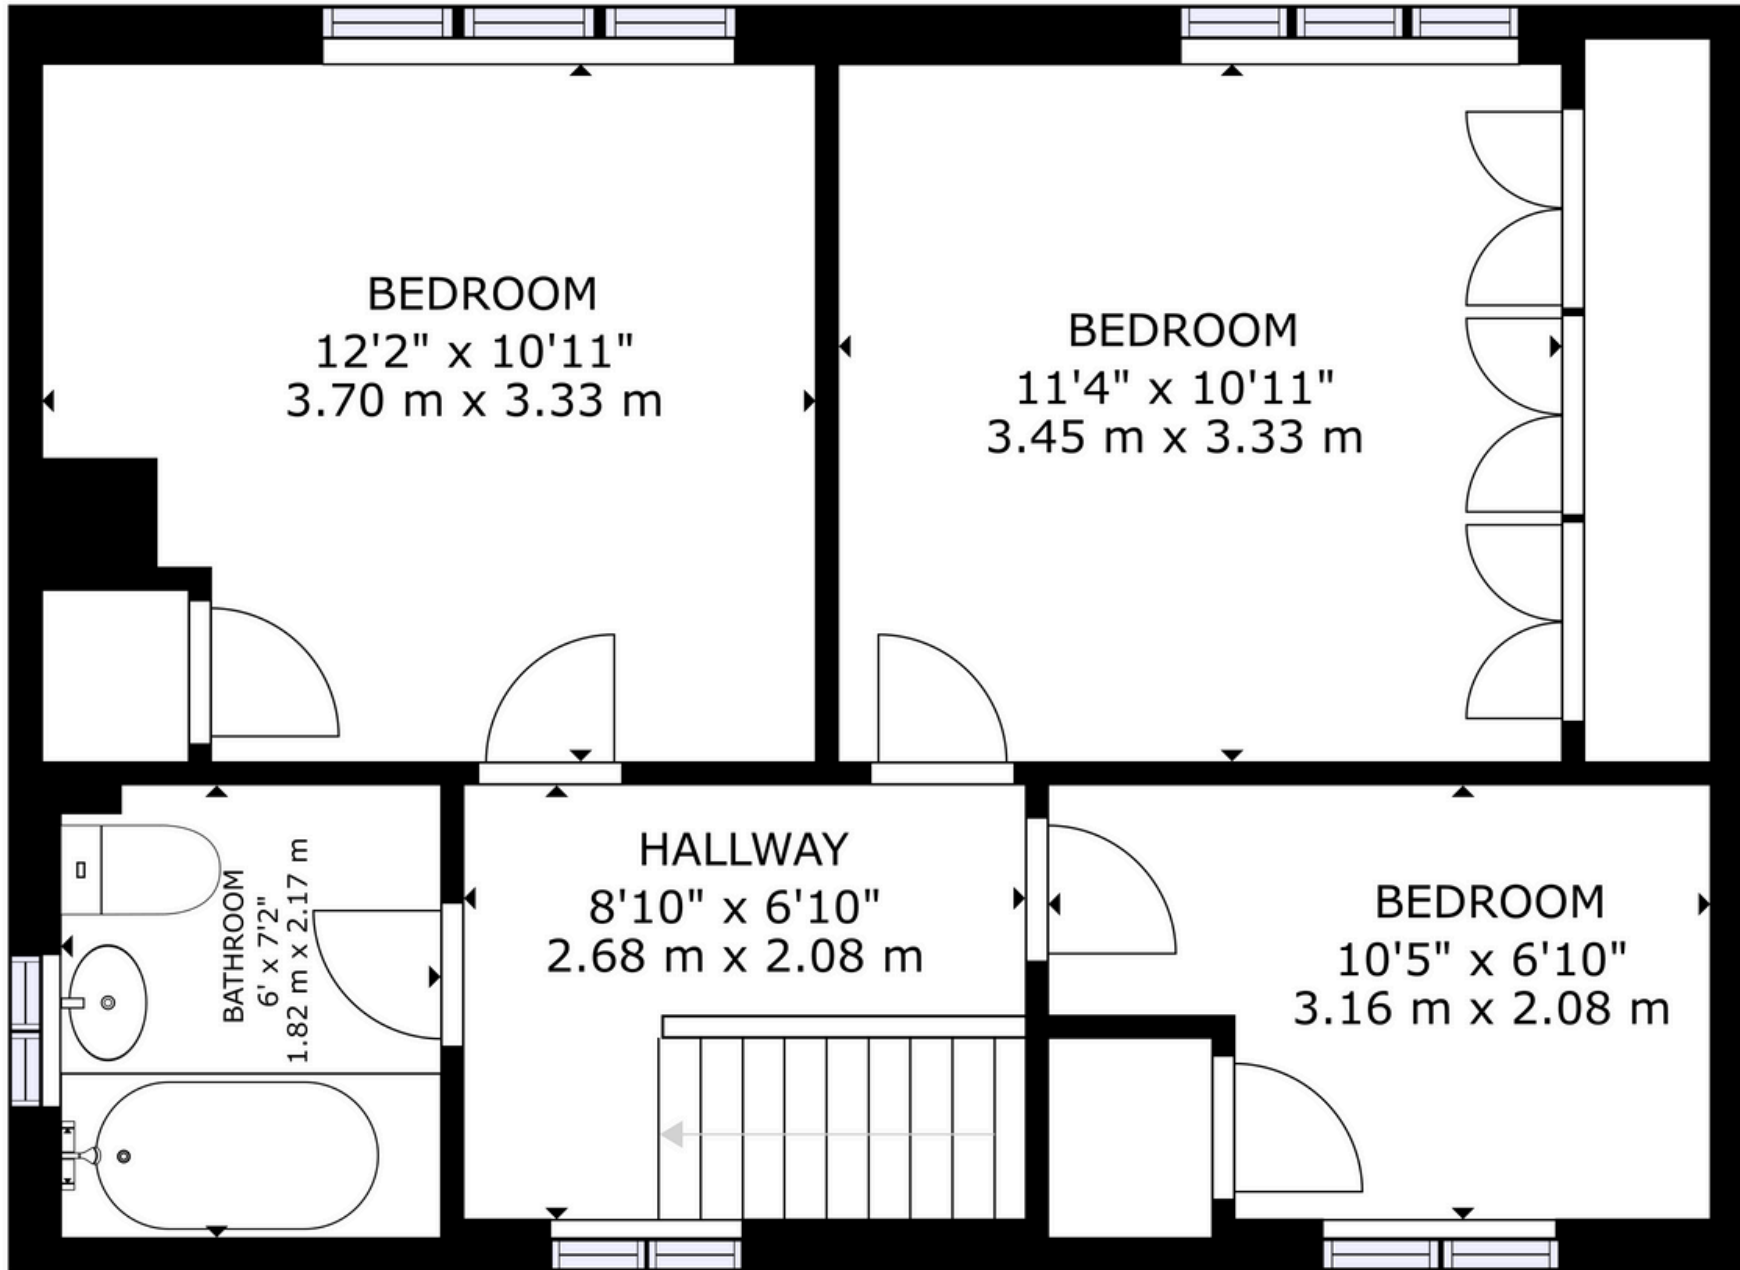 BEDROOM
12'2" x 10'11"
3.70 m x 3.33 m
BEDROOM
11'4" x 10'11"
3.45 m x 3.33 m
BATHROOM
6' x 7'2"
1.82 m x 2.17 m
HALLWAY
8'10" x 6'10"
2.68 m x 2.08 m
BEDROOM
10'5" x 6'10"
3.16 m x 2.08 m